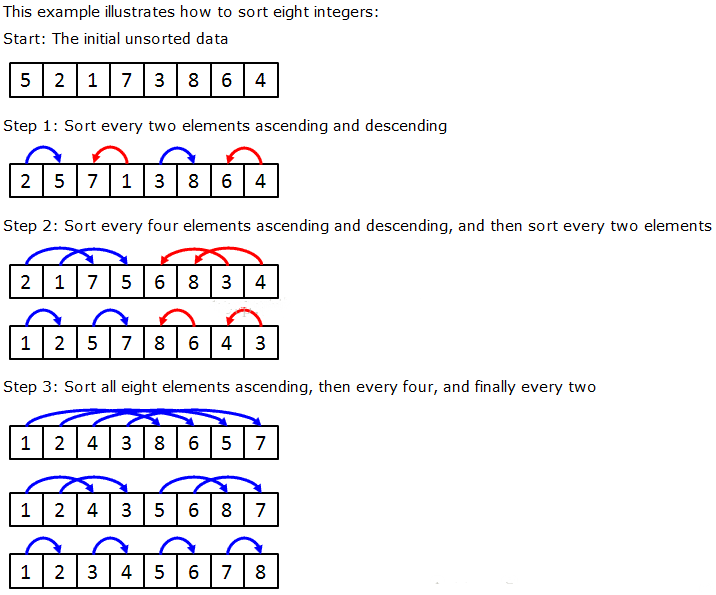 This example illustrates how to sort eight integers:
Start: The initial unsorted data
5 2 1 7 3 8 6 4
Step 1: Sort every two elements ascending and descending
2 5 7 1 3 8 6 4
Step 2: Sort every four elements ascending and descending, and then sort every two elements
2 1 7 5 6 8 3 4
1 2 5 7 8 6 4 3
Step 3: Sort all eight elements ascending, then every four, and finally every two
1 2 4 3 8 6 5 7
1 2 4 3 5 6 8 7
1 2 3 4 5 6 7 8